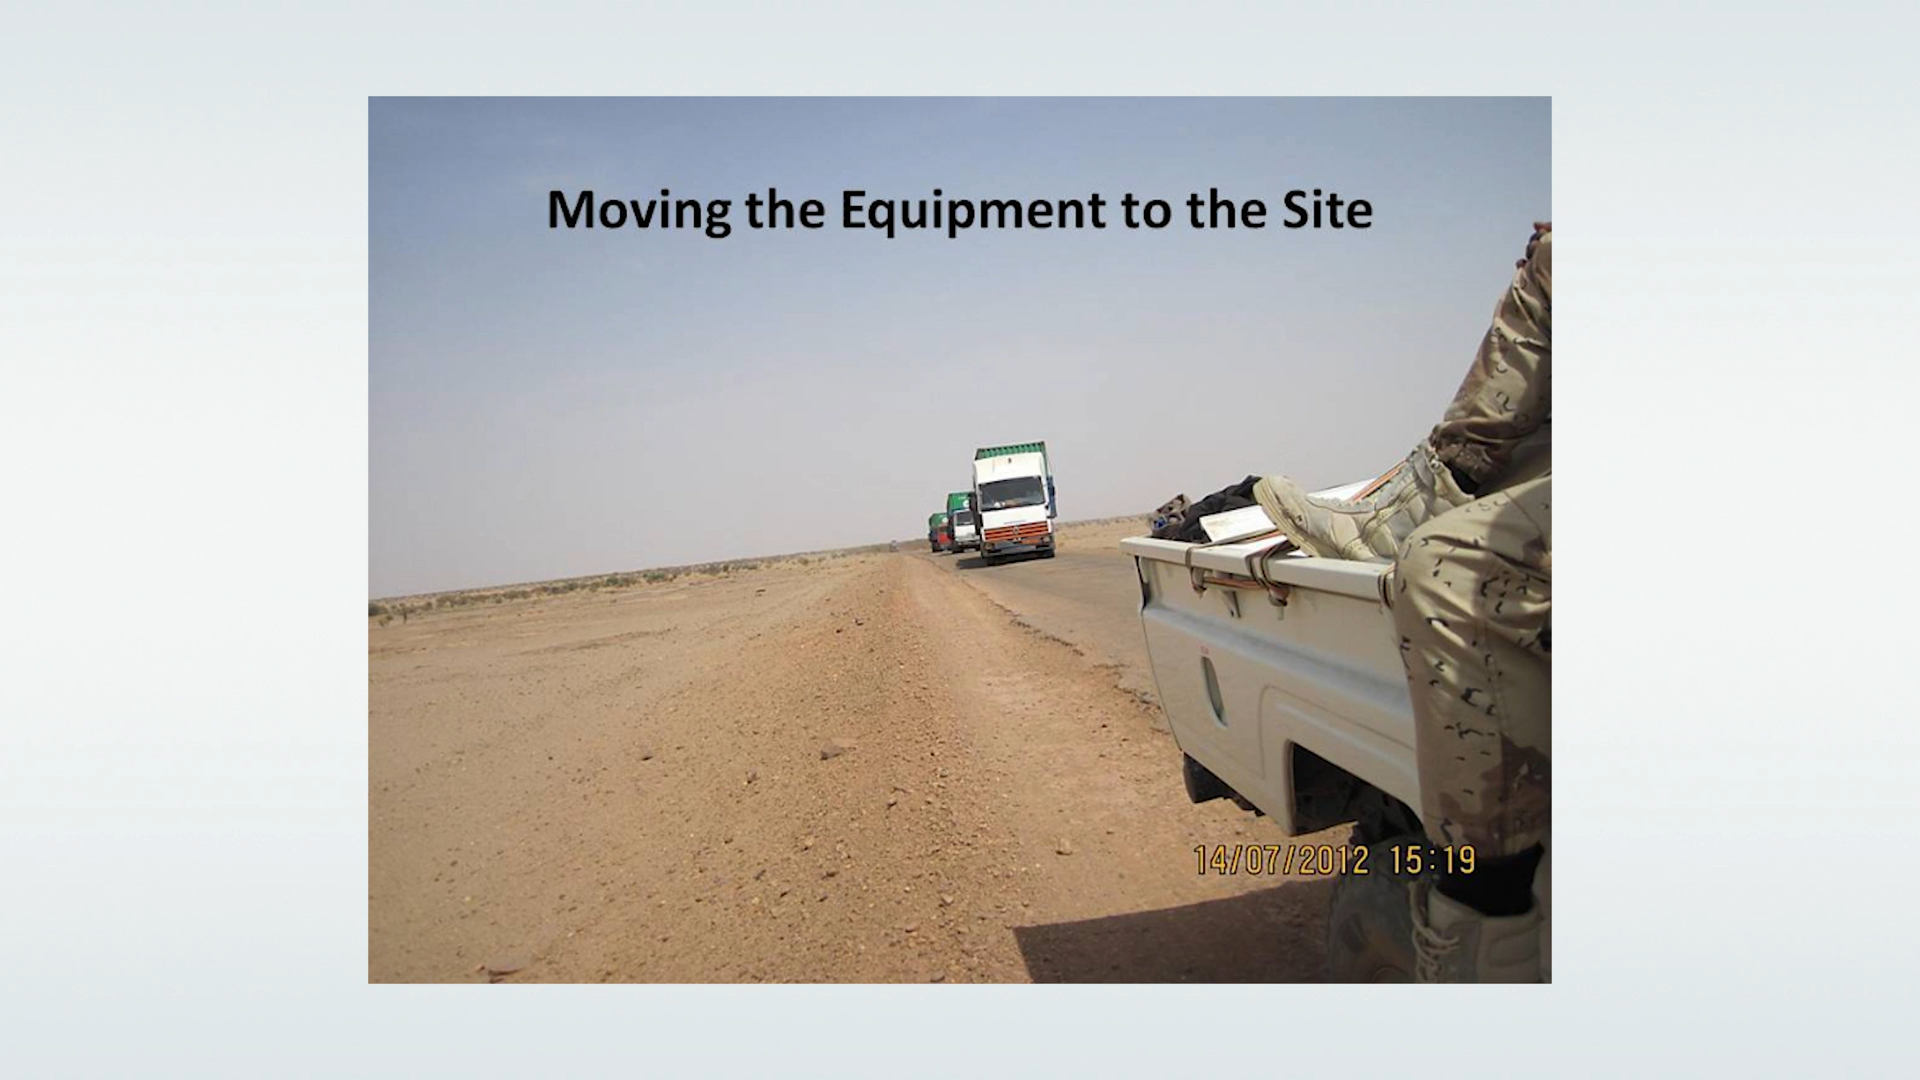 Moving the Equipment to the Site
14/07/2012 15:19